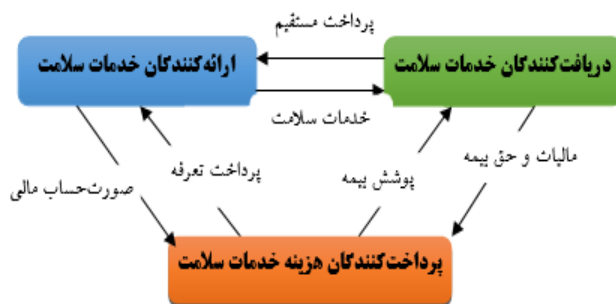 پرداخت مستقیم
دریافت‌کنندگان خدمات سلامت
ارائه‌کنندگان خدمات سلامت
خدمات سلامت
مالیات و حق بیمه
پوشش بیمه
پرداخت تعرفه
صورت‌حساب مالی
پرداخت‌کنندگان هزینه خدمات سلامت